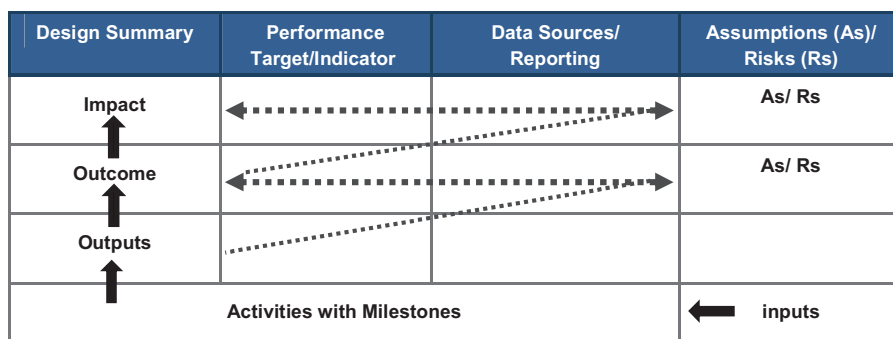 Design Summary
Performance
Target/Indicator
Data Sources/
Reporting
Assumptions (As)/
Risks (Rs)
Impact
As/ Rs
Outcome
As/ Rs
Outputs
Activities with Milestones
inputs